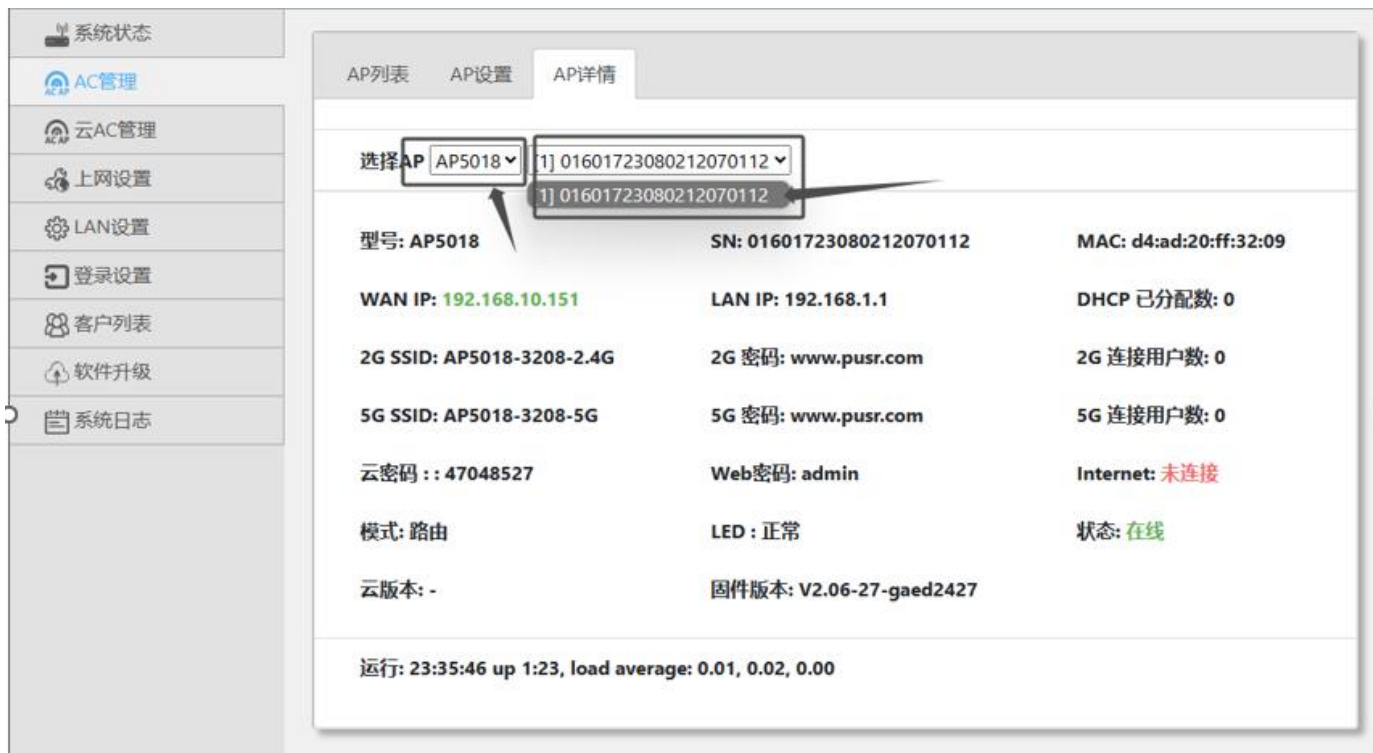 系统状态
AC管理
云AC管理
上网设置
LAN设置
登录设置
客户列表
软件升级
系统日志
AP列表 AP设置 AP详情
选择AP AP5018 [1] 01601723080212070112
1] 01601723080212070112
型号: AP5018 SN: 01601723080212070112 MAC: d4:ad:20:ff:32:09
WAN IP: 192.168.10.151 LAN IP: 192.168.1.1 DHCP 已分配数: 0
2G SSID: AP5018-3208-2.4G 2G 密码: www.pusr.com 2G 连接用户数: 0
5G SSID: AP5018-3208-5G 5G 密码: www.pusr.com 5G 连接用户数: 0
云密码 : : 47048527 Web密码: admin Internet: 未连接
模式: 路由 LED : 正常 状态: 在线
云版本: - 固件版本: V2.06-27-gaed2427
运行: 23:35:46 up 1:23, load average: 0.01, 0.02, 0.00